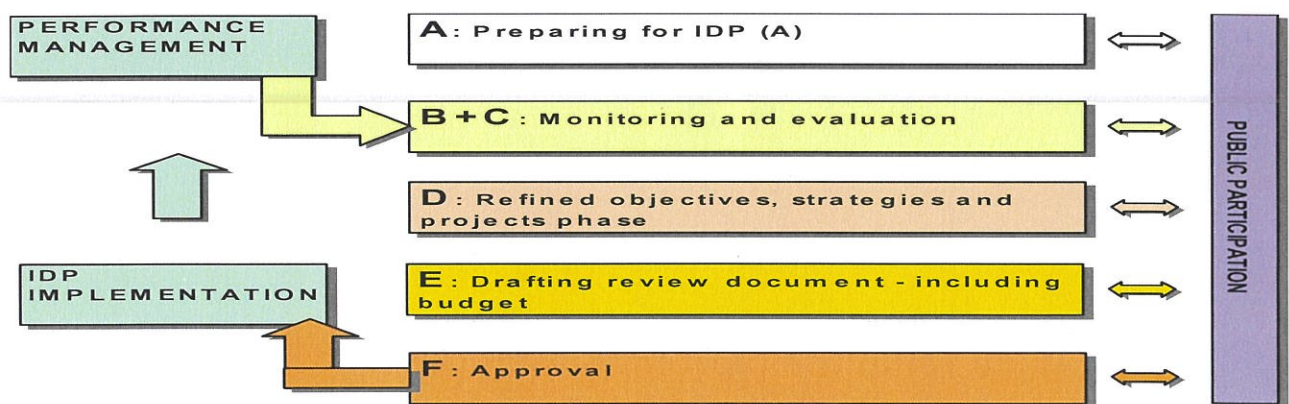 PERFORMANCE
MANAGEMENT
A: Preparing for IDP (A)
B + C: Monitoring and evaluation
D: Refined objectives, strategies and
projects phase
IDP
IMPLEMENTATION
E: Drafting review document - including
budget
F: Approval
PUBLIC PARTICIPATION